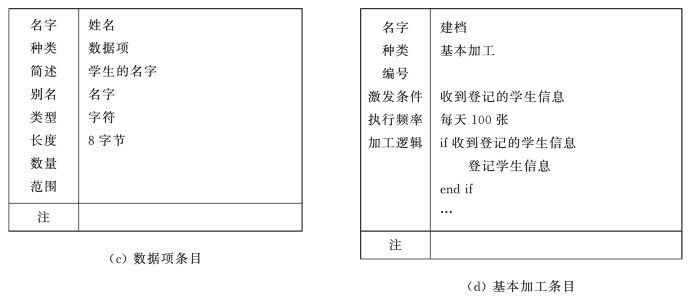 名字 姓名
种类 数据项
简述 学生的名字
别名 名字
类型 字符
长度 8字节
数量
范围
注
(c) 数据项条目
名字 建档
种类 基本加工
编号
激发条件 收到登记的学生信息
执行频率 每天 100 张
加工逻辑 if 收到登记的学生信息
登记学生信息
end if
…
注
(d) 基本加工条目